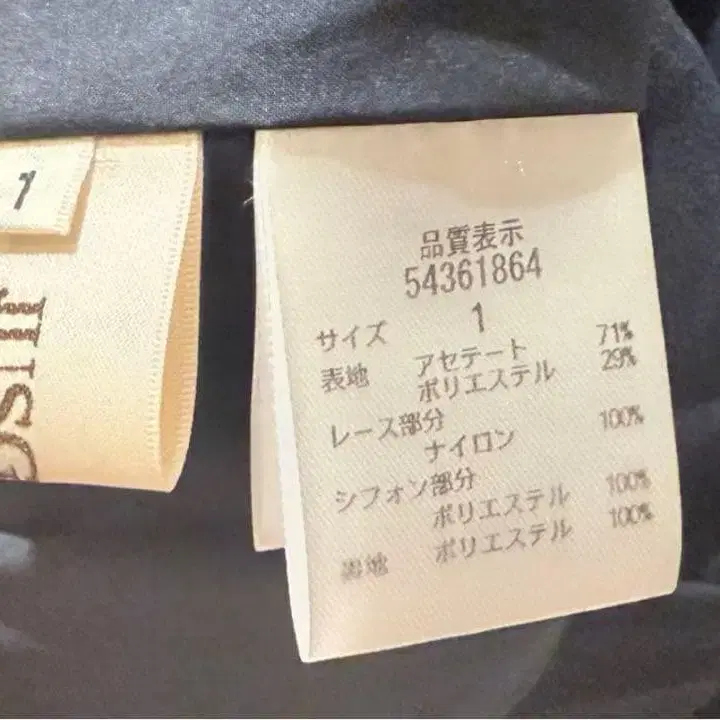 1
品質表示
54361864
サイズ 1
表地 アセテート 71%
ポリエステル 29%
レース部分
ナイロン 100%
シフォン部分
ポリエステル 100%
裏地 ポリエステル 100%